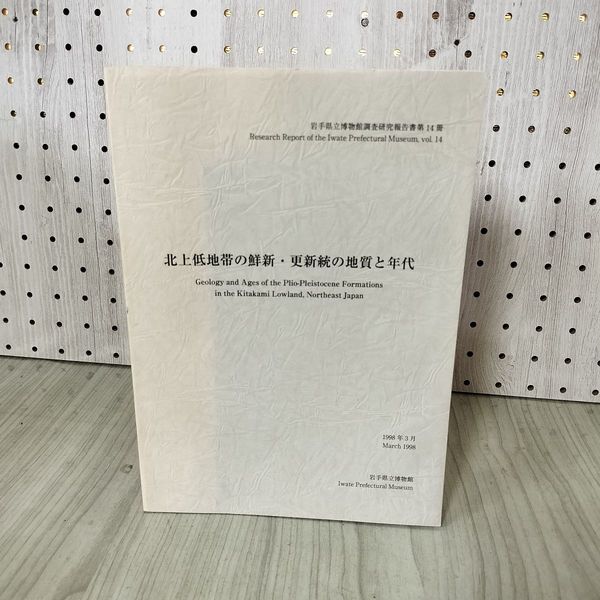 岩手県立博物館調査研究報告書第14冊
Research Report of the Iwate Prefectural Museum, vol. 14
北上低地帯の鮮新・更新統の地質と年代
Geology and Ages of the Plio-Pleistocene Formations
in the Kitakami Lowland, Northeast Japan
1998年3月
March 1998
岩手県立博物館
Iwate Prefectural Museum